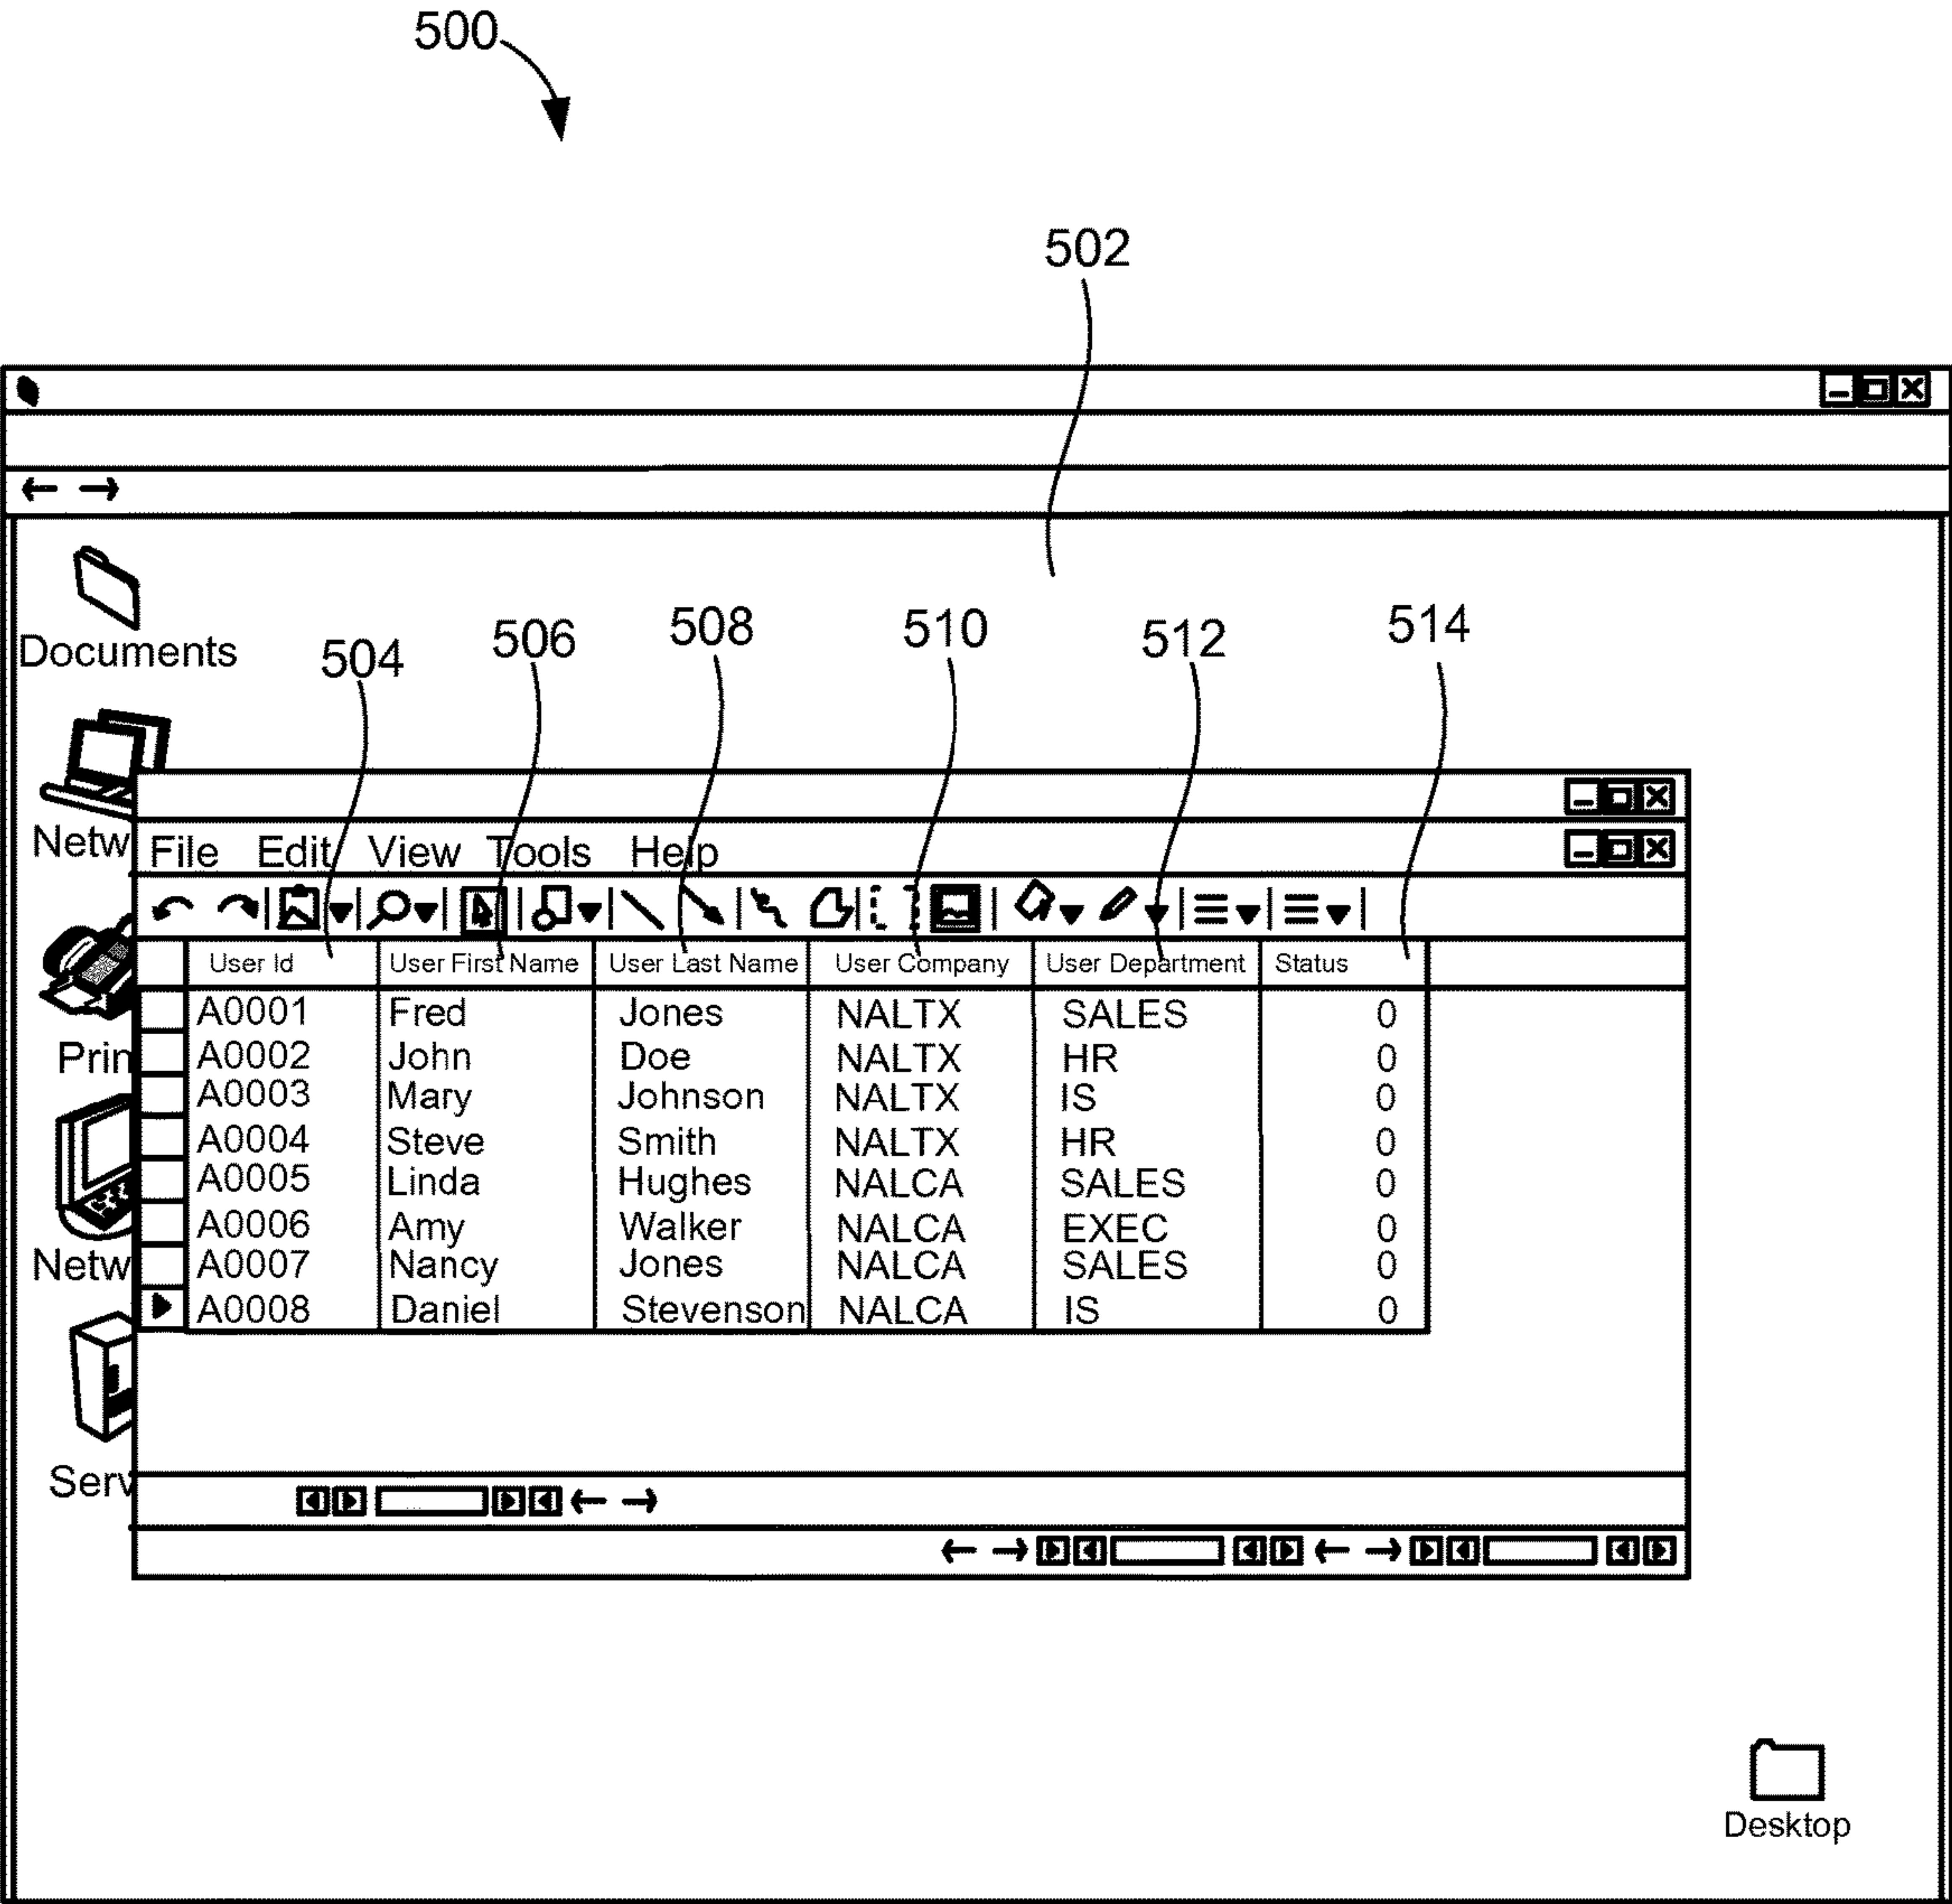 500
502
Documents
504 506 508 510 512 514
Netw
File Edit View Tools Help
User Id User First Name User Last Name User Company User Department Status
A0001 Fred Jones NALTX SALES 0
A0002 John Doe NALTX HR 0
Prin
A0003 Mary Johnson NALTX IS 0
A0004 Steve Smith NALTX HR 0
A0005 Linda Hughes NALCA SALES 0
A0006 Amy Walker NALCA EXEC 0
Netw
A0007 Nancy Jones NALCA SALES 0
A0008 Daniel Stevenson NALCA IS 0
Serv
Desktop